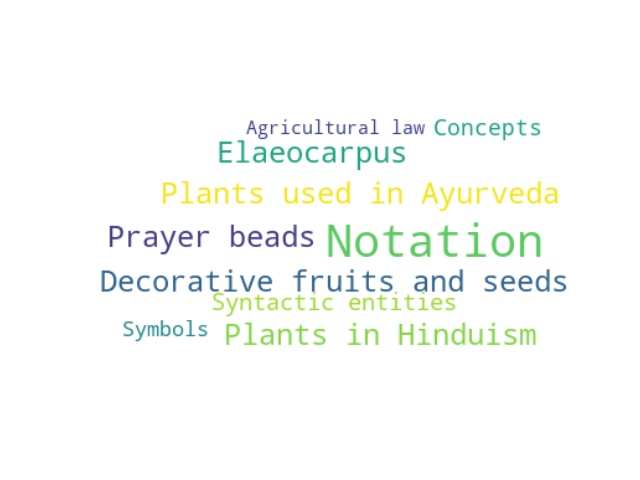 Agricultural law Concepts
Elaeocarpus
Plants used in Ayurveda
Prayer beads Notation
Decorative fruits and seeds
Syntactic entities
Symbols Plants in Hinduism